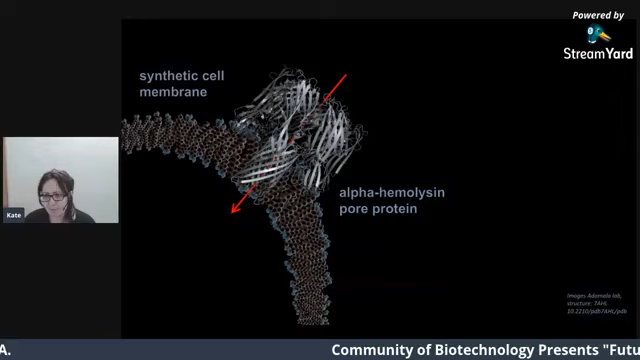 Powered by
StreamYard
synthetic cell
membrane
alpha-hemolysin
pore protein
Kate
Images Adamala lab,
structure: 7AHL
10.2210/pdb7AHL/pdb
A.
Community of Biotechnology Presents "Futu